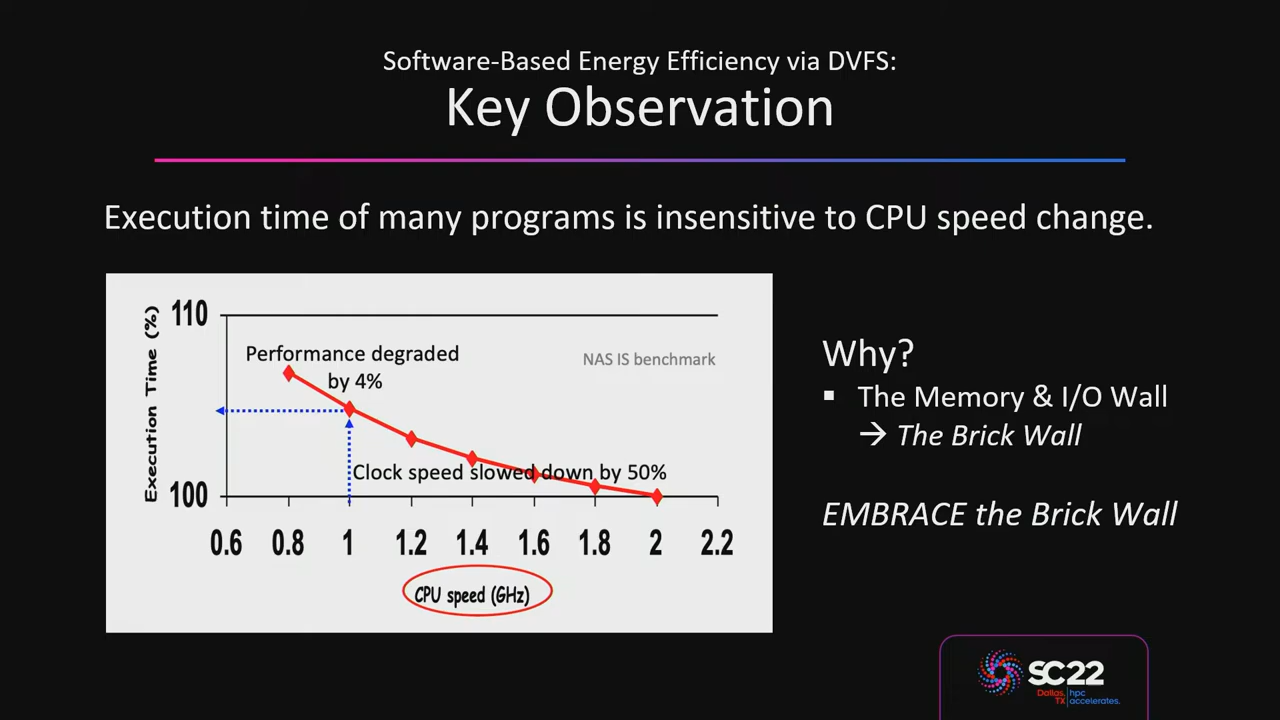 Software-Based Energy Efficiency via DVFS:
Key Observation
Execution time of many programs is insensitive to CPU speed change.
Execution Time (%)
110
100
Performance degraded
by 4%
NAS IS benchmark
Clock speed slowed down by 50%
0.6 0.8 1 1.2 1.4 1.6 1.8 2 2.2
CPU speed (GHz)
Why?
▪ The Memory & I/O Wall
→ The Brick Wall
EMBRACE the Brick Wall
SC22
Dallas, TX | hpc accelerates.